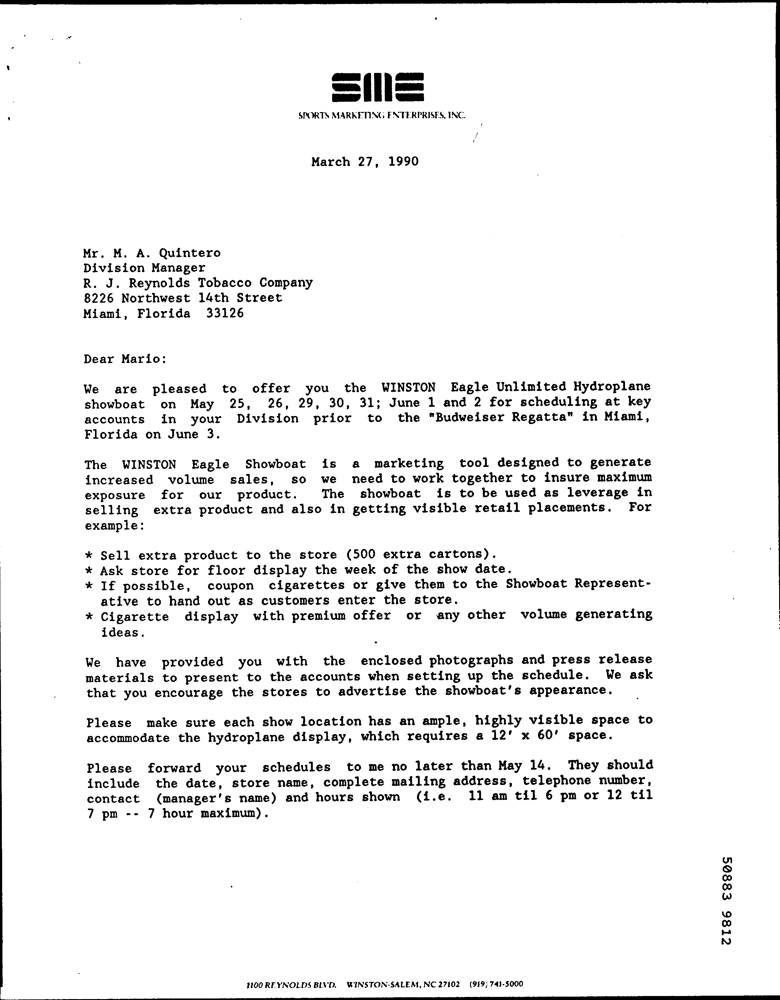 SME
SPORTS MARKETING ENTERPRISES, INC.
March 27, 1990
Mr. M. A. Quintero
Division Manager
R. J. Reynolds Tobacco Company
8226 Northwest 14th Street
Miami, Florida 33126
Dear Mario:
We are pleased to offer you the WINSTON Eagle Unlimited Hydroplane
showboat on May 25, 26, 29, 30, 31; June 1 and 2 for scheduling at key
accounts in your Division prior to the "Budweiser Regatta" in Miami,
Florida on June 3.
The WINSTON Eagle Showboat is a marketing tool designed to generate
increased volume sales, so we need to work together to insure maximum
exposure for our product. The showboat is to be used as leverage in
selling extra product and also in getting visible retail placements. For
example:
* Sell extra product to the store (500 extra cartons).
* Ask store for floor display the week of the show date.
* If possible, coupon cigarettes or give them to the Showboat Represent-
ative to hand out as customers enter the store.
* Cigarette display with premium offer or any other volume generating
ideas.
We have provided you with the enclosed photographs and press release
materials to present to the accounts when setting up the schedule. We ask
that you encourage the stores to advertise the showboat's appearance.
Please make sure each show location has an ample, highly visible space to
accommodate the hydroplane display, which requires a 12' x 60' space.
Please forward your schedules to me no later than May 14. They should
include the date, store name, complete mailing address, telephone number,
contact (manager's name) and hours shown (i.e. 11 am til 6 pm or 12 til
7 pm -- 7 hour maximum).
50883 9812
1100 REYNOLDS BLVD. WINSTON-SALEM, NC 27102 (919) 741-5000